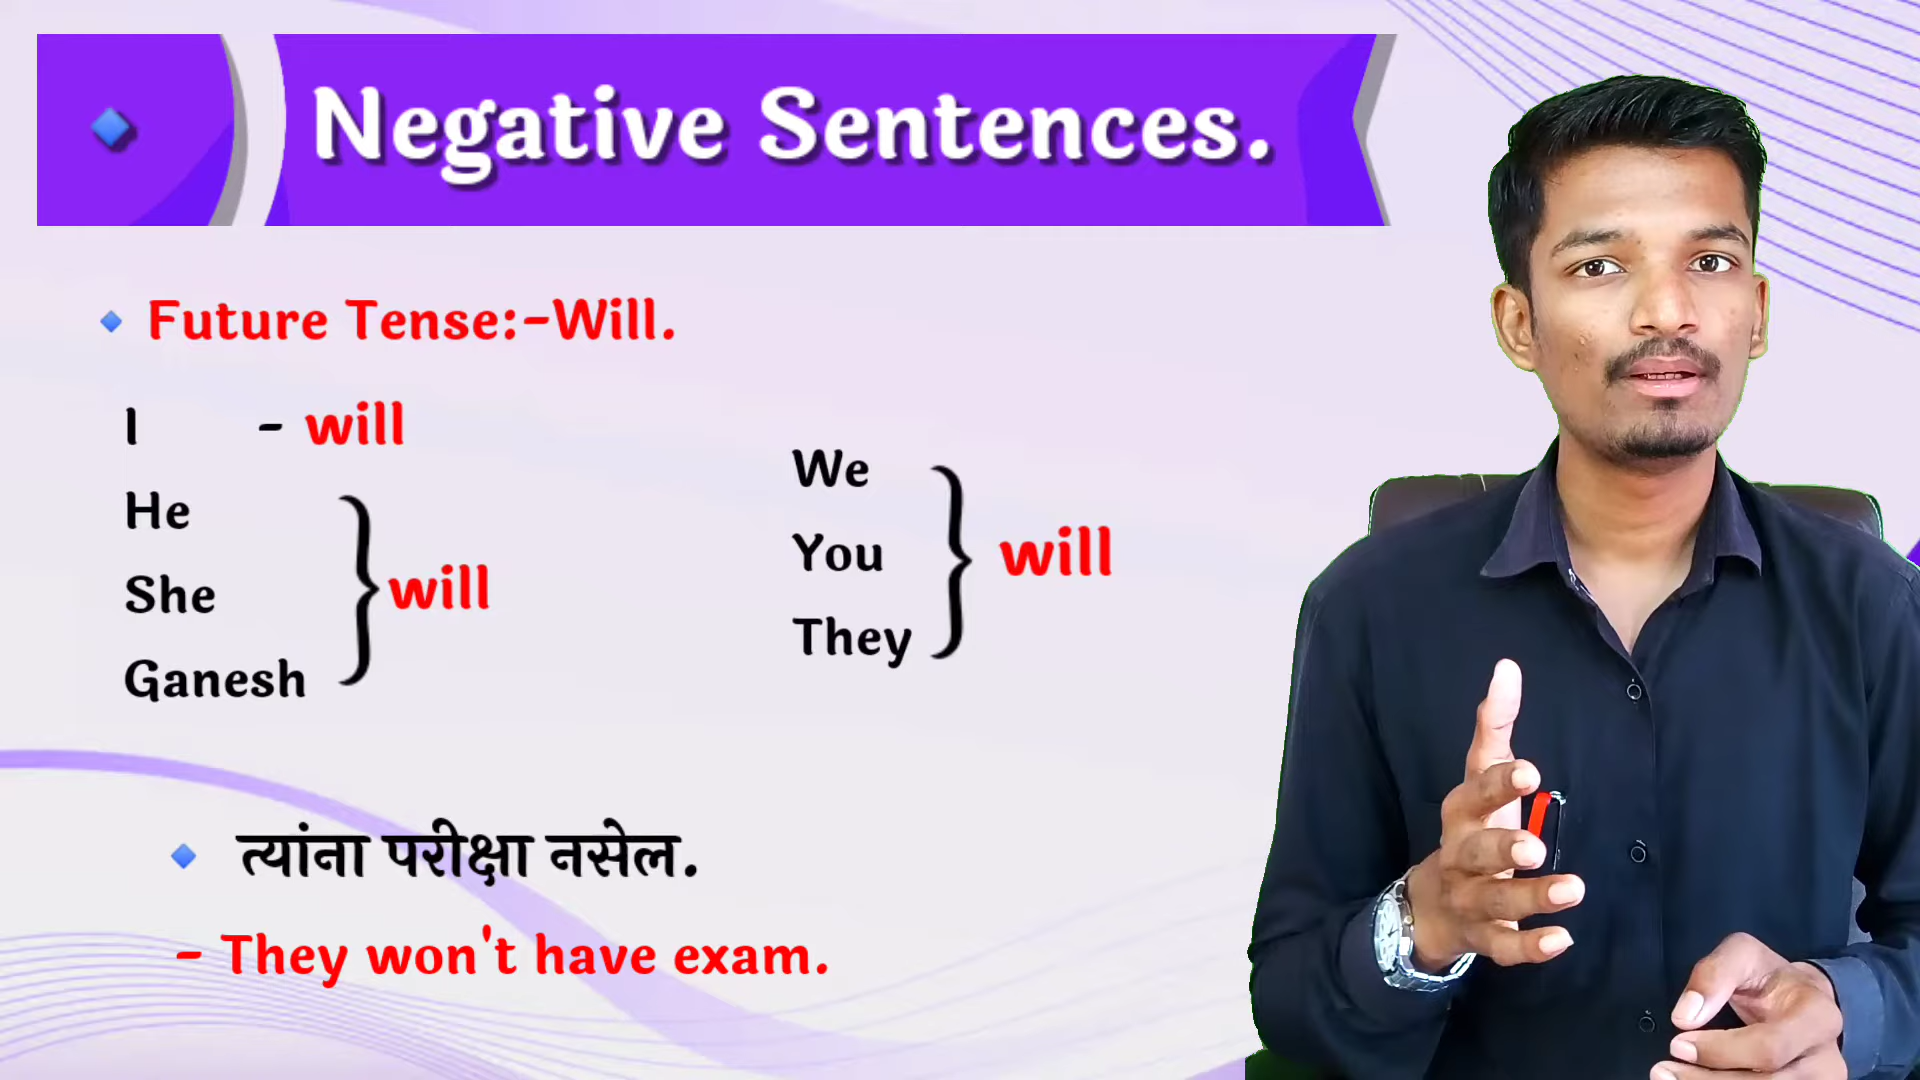 Negative Sentences.
Future Tense:-Will.
I - will
He
She
Ganesh
will
We
You
They
will
त्यांना परीक्षा नसेल.
- They won't have exam.